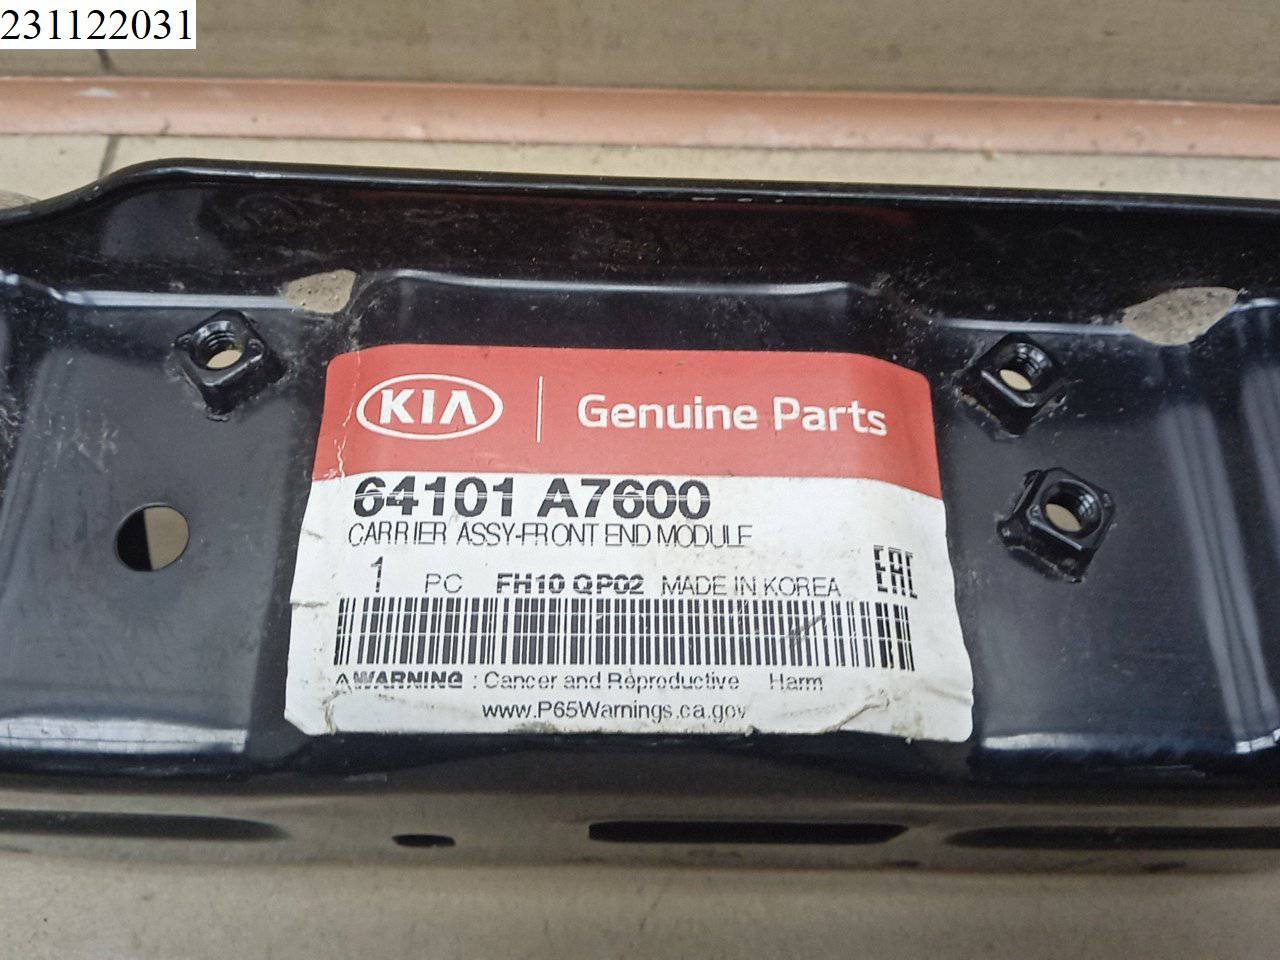 231122031
KIA
Genuine Parts
64101 A7600
CARRIER ASSY-FRONT END MODULE
1 PC FH10 QP02 MADE IN KOREA EAC
⚠WARNING : Cancer and Reproductive Harm
www.P65Warnings.ca.gov